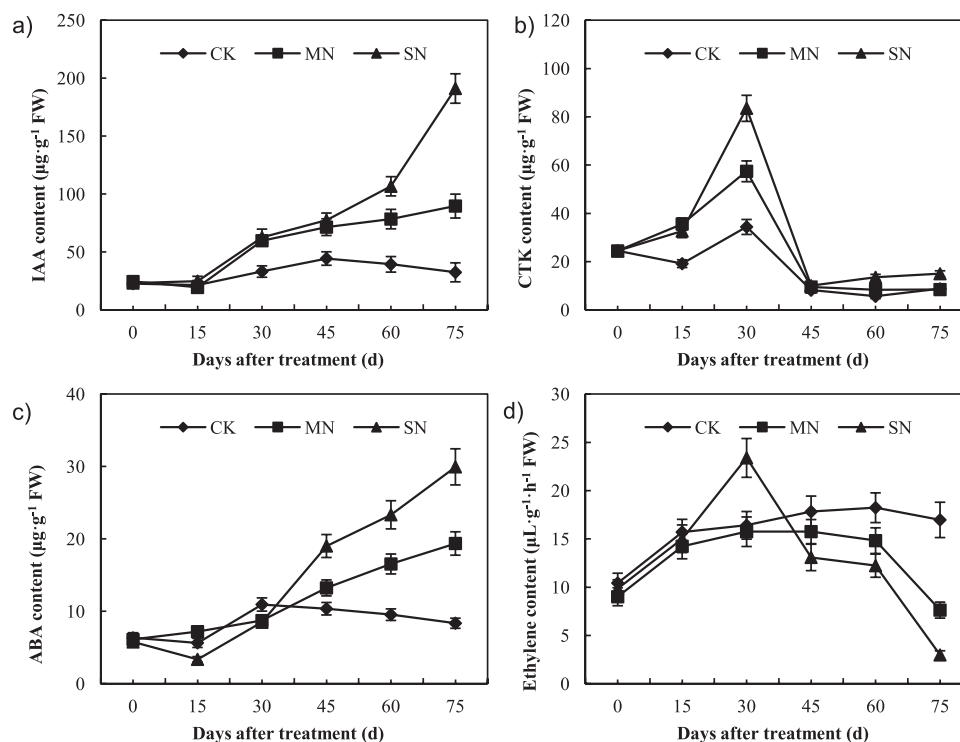 a)
CK MN SN
250
200
150
100
50
0
IAA content (µg·g⁻¹ FW)
0 15 30 45 60 75
Days after treatment (d)
b)
CK MN SN
120
100
80
60
40
20
0
CTK content (µg·g⁻¹ FW)
0 15 30 45 60 75
Days after treatment (d)
c)
CK MN SN
40
30
20
10
0
ABA content (µg·g⁻¹ FW)
0 15 30 45 60 75
Days after treatment (d)
d)
CK MN SN
30
25
20
15
10
5
0
Ethylene content (µL·g⁻¹·h⁻¹ FW)
0 15 30 45 60 75
Days after treatment (d)